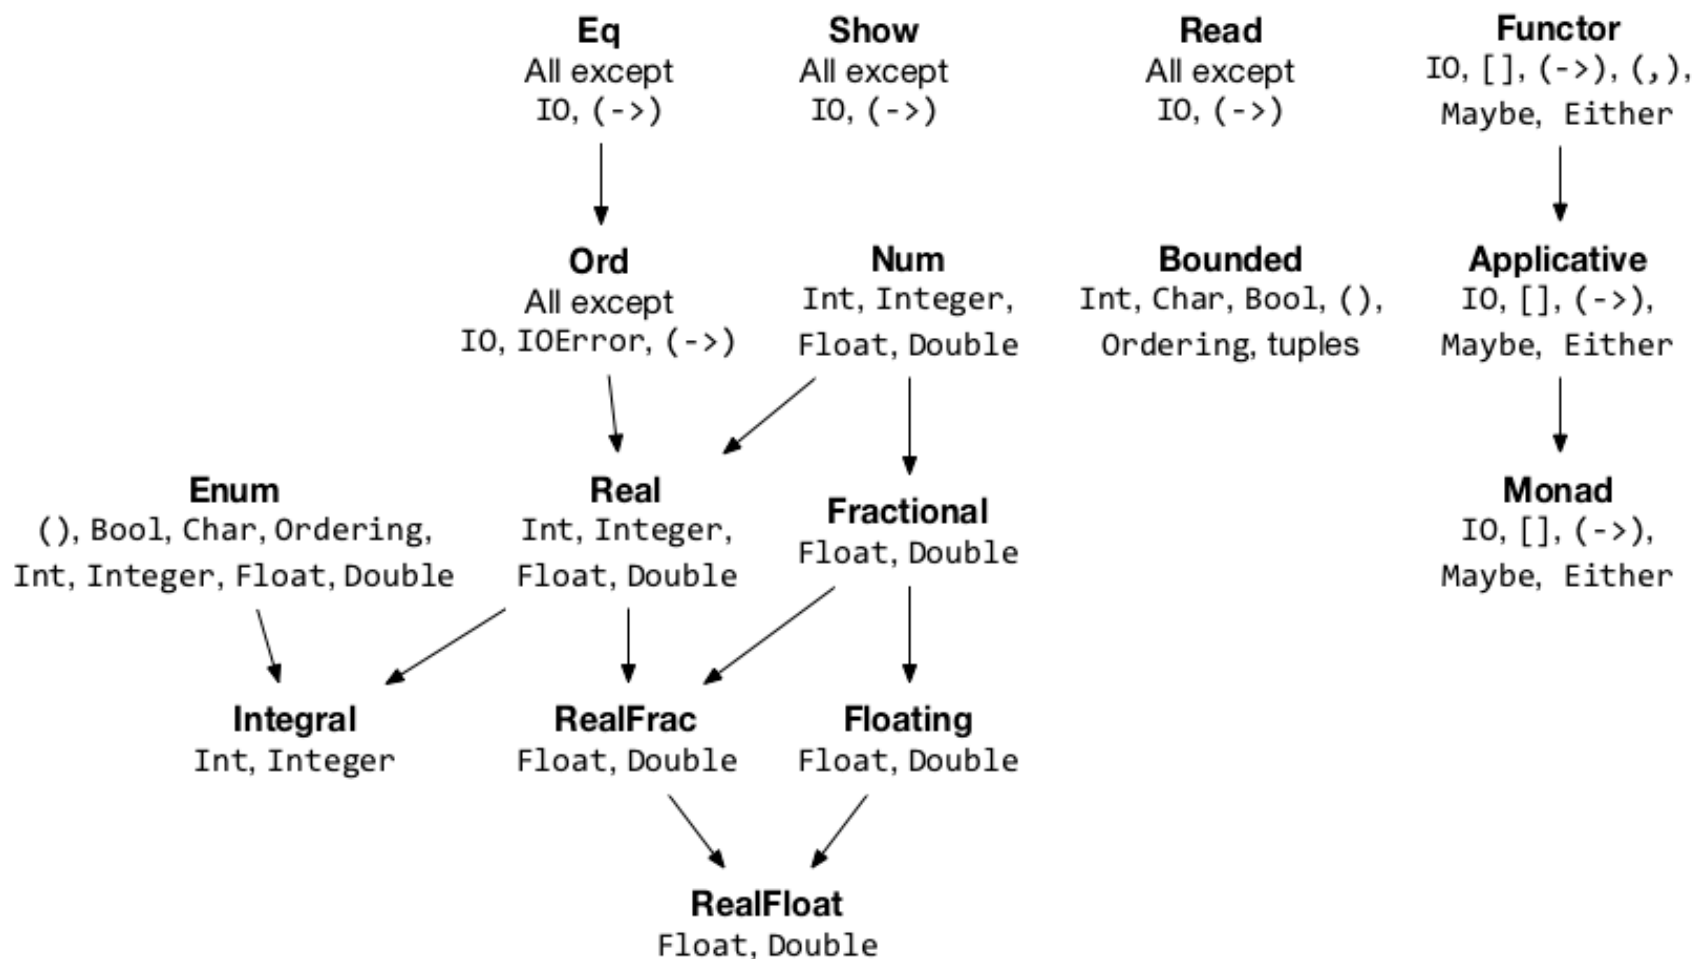 Eq
All except
IO, (->)
Show
All except
IO, (->)
Read
All except
IO, (->)
Functor
IO, [], (->), (,),
Maybe, Either
Ord
All except
IO, IOError, (->)
Num
Int, Integer,
Float, Double
Bounded
Int, Char, Bool, (),
Ordering, tuples
Applicative
IO, [], (->),
Maybe, Either
Enum
(), Bool, Char, Ordering,
Int, Integer, Float, Double
Real
Int, Integer,
Float, Double
Fractional
Float, Double
Monad
IO, [], (->),
Maybe, Either
Integral
Int, Integer
RealFrac
Float, Double
Floating
Float, Double
RealFloat
Float, Double